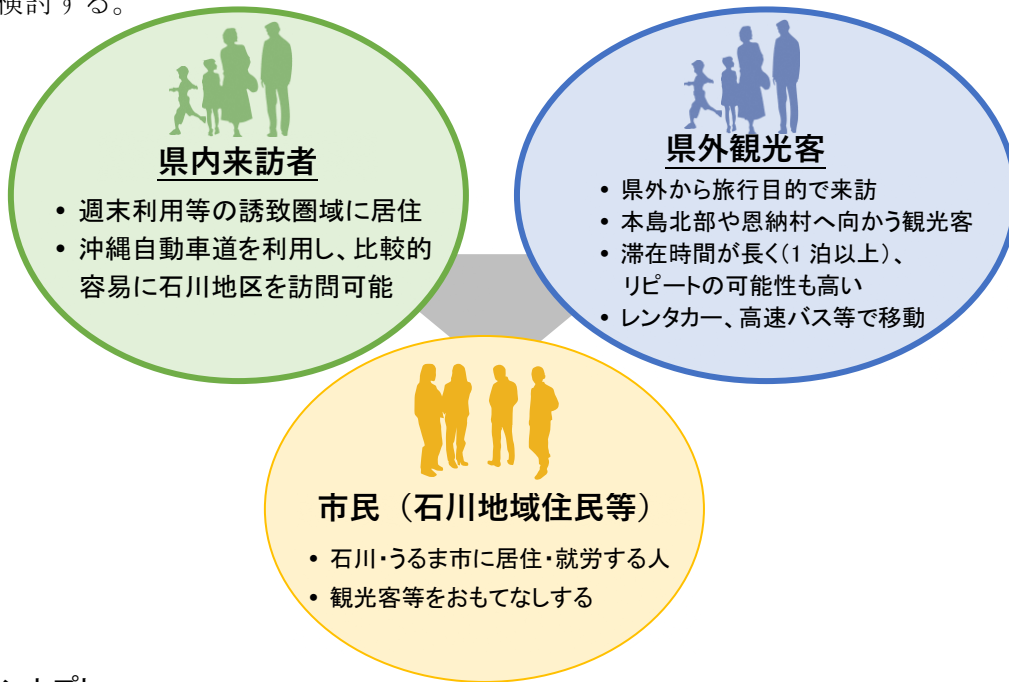 検討する。
県内来訪者
• 週末利用等の誘致圏域に居住
• 沖縄自動車道を利用し、比較的
容易に石川地区を訪問可能
県外観光客
• 県外から旅行目的で来訪
• 本島北部や恩納村へ向かう観光客
• 滞在時間が長く(1泊以上)、
リピートの可能性も高い
• レンタカー、高速バス等で移動
市民（石川地域住民等）
• 石川・うるま市に居住・就労する人
• 観光客等をおもてなしする